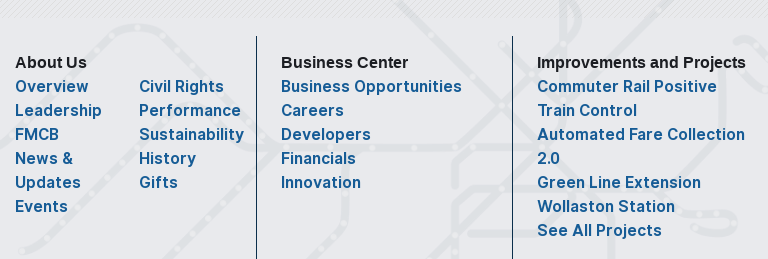 About Us
Overview
Leadership
FMCB
News &
Updates
Events
Civil Rights
Performance
Sustainability
History
Gifts
Business Center
Business Opportunities
Careers
Developers
Financials
Innovation
Improvements and Projects
Commuter Rail Positive
Train Control
Automated Fare Collection
2.0
Green Line Extension
Wollaston Station
See All Projects